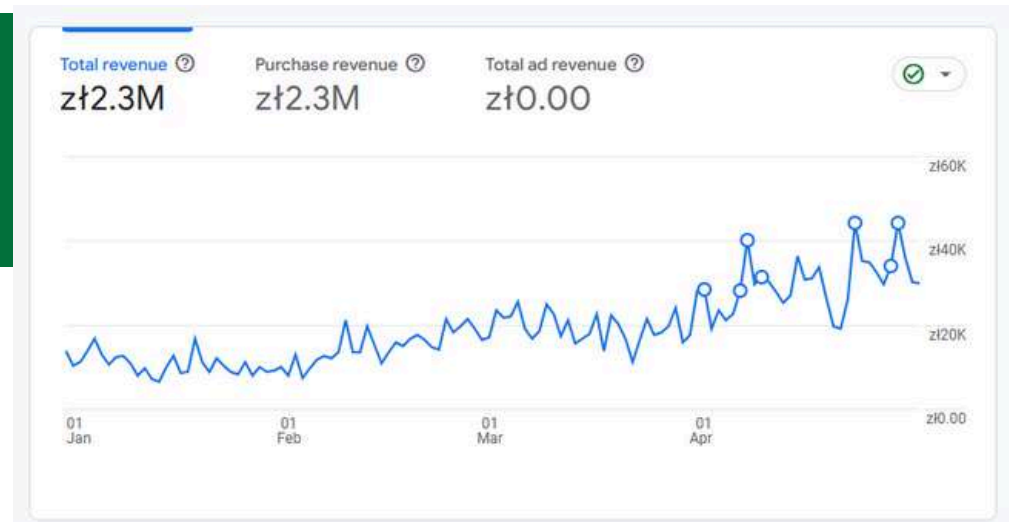 Total revenue Purchase revenue Total ad revenue
zł2.3M zł2.3M zł0.00
zł60K
zł40K
zł20K
zł0.00
01 01 01 01
Jan Feb Mar Apr